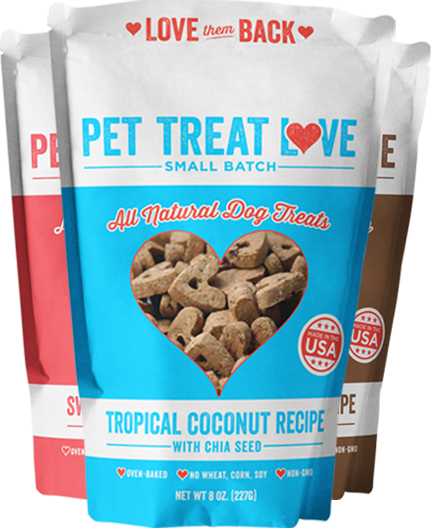 LOVE them BACK
PET TREAT LOVE
SMALL BATCH
All Natural Dog Treats
MADE IN THE
USA
TROPICAL COCONUT RECIPE
WITH CHIA SEED
OVEN-BAKED NO WHEAT, CORN, SOY NON-GMO
NET WT 8 OZ. (227G)
PE
SW
OVEN
E
MADE IN THE
USA
IPE
NON-GMO